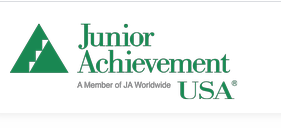 Junior
Achievement
A Member of JA Worldwide USA®